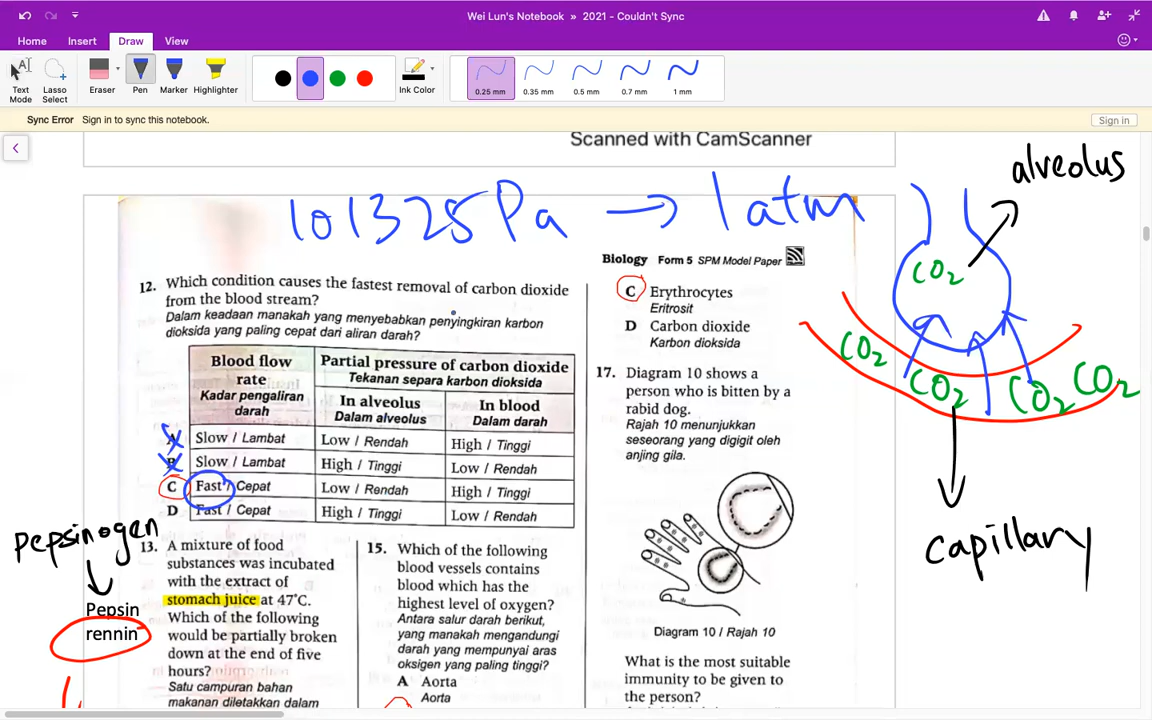 Wei Lun's Notebook » 2021 - Couldn't Sync
Home Insert Draw View
Text Mode
Lasso Select
Eraser
Pen
Marker
Highlighter
Ink Color
0.25 mm
0.35 mm
0.5 mm
0.7 mm
1 mm
Sync Error Sign in to sync this notebook.
Sign in
Scanned with CamScanner
101325Pa → 1atm
alveolus
CO2
CO2
CO2
CO2
CO2
capillary
Biology Form 5 SPM Model Paper
12. Which condition causes the fastest removal of carbon dioxide
from the blood stream?
Dalam keadaan manakah yang menyebabkan penyingkiran karbon
dioksida yang paling cepat dari aliran darah?
Blood flow
rate
Kadar pengaliran
darah
Partial pressure of carbon dioxide
Tekanan separa karbon dioksida
In alveolus
Dalam alveolus
In blood
Dalam darah
A Slow / Lambat Low / Rendah High / Tinggi
B Slow / Lambat High / Tinggi Low / Rendah
C Fast / Cepat Low / Rendah High / Tinggi
D Fast / Cepat High / Tinggi Low / Rendah
pepsinogen
Pepsin
rennin
13. A mixture of food
substances was incubated
with the extract of
stomach juice at 47°C.
Which of the following
would be partially broken
down at the end of five
hours?
Satu campuran bahan
makanan diletakkan dalam
15. Which of the following
blood vessels contains
blood which has the
highest level of oxygen?
Antara salur darah berikut,
yang manakah mengandungi
darah yang mempunyai aras
oksigen yang paling tinggi?
A Aorta
Aorta
C Erythrocytes
Eritrosit
D Carbon dioxide
Karbon dioksida
17. Diagram 10 shows a
person who is bitten by a
rabid dog.
Rajah 10 menunjukkan
seseorang yang digigit oleh
anjing gila.
Diagram 10 / Rajah 10
What is the most suitable
immunity to be given to
the person?